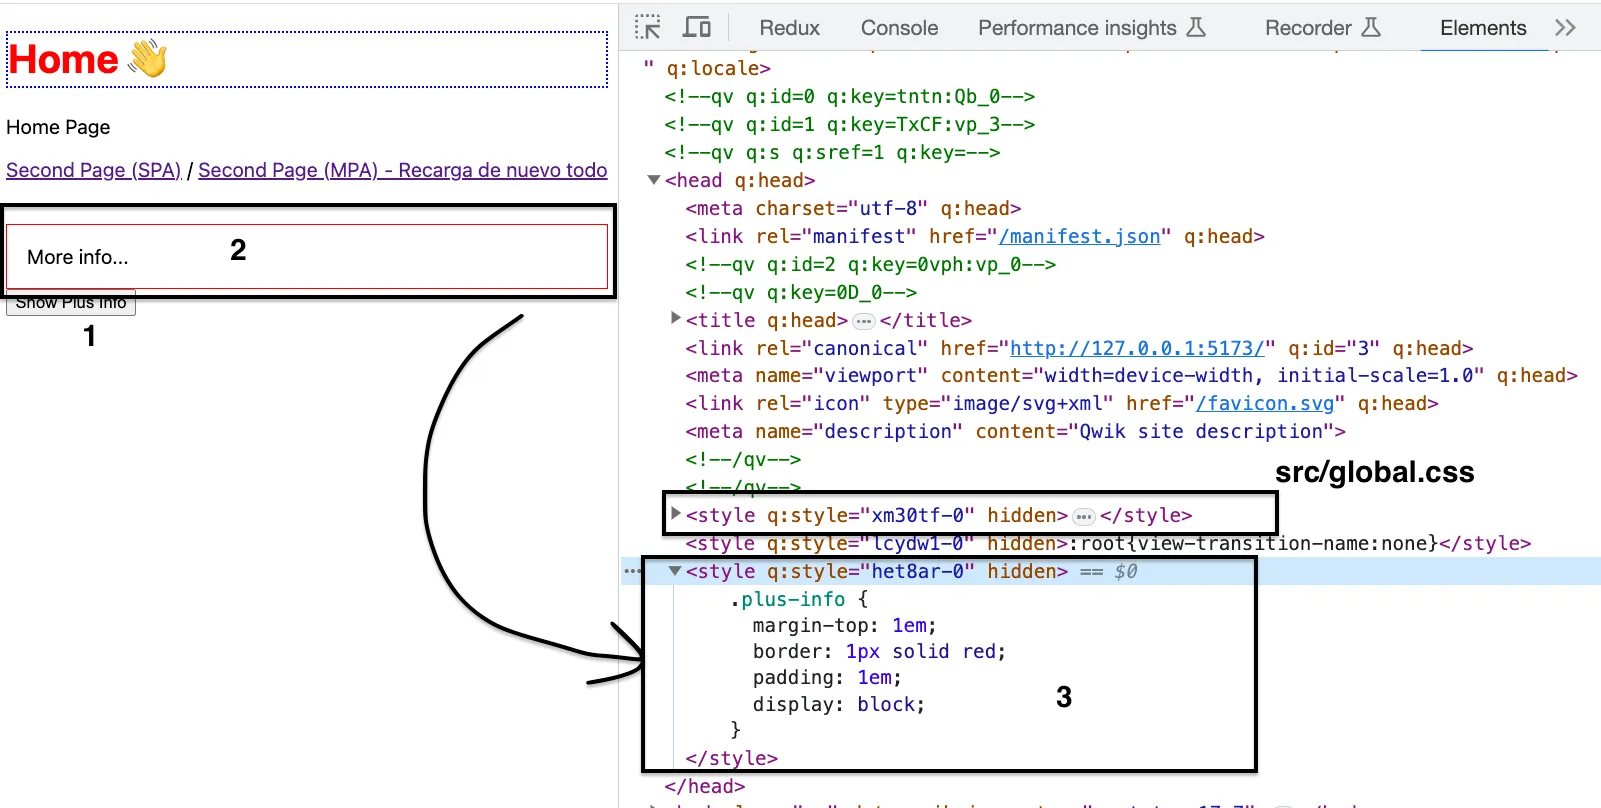 Home 👋
Home Page
Second Page (SPA) / Second Page (MPA) - Recarga de nuevo todo
More info...
2
Show Plus Info
1
Redux Console Performance insights Recorder Elements
" q:locale>
<!--qv q:id=0 q:key=tntn:Qb_0-->
<!--qv q:id=1 q:key=TxCF:vp_3-->
<!--qv q:s q:sref=1 q:key=-->
<head q:head>
<meta charset="utf-8" q:head>
<link rel="manifest" href="/manifest.json" q:head>
<!--qv q:id=2 q:key=0vph:vp_0-->
<!--qv q:key=0D_0-->
<title q:head>…</title>
<link rel="canonical" href="http://127.0.0.1:5173/" q:id="3" q:head>
<meta name="viewport" content="width=device-width, initial-scale=1.0" q:head>
<link rel="icon" type="image/svg+xml" href="/favicon.svg" q:head>
<meta name="description" content="Qwik site description">
<!--/qv-->
src/global.css
<!--/qv-->
<style q:style="xm30tf-0" hidden>…</style>
<style q:style="lcydw1-0" hidden>:root{view-transition-name:none}</style>
<style q:style="het8ar-0" hidden> == $0
.plus-info {
margin-top: 1em;
border: 1px solid red;
padding: 1em;
display: block;
}
3
</style>
</head>